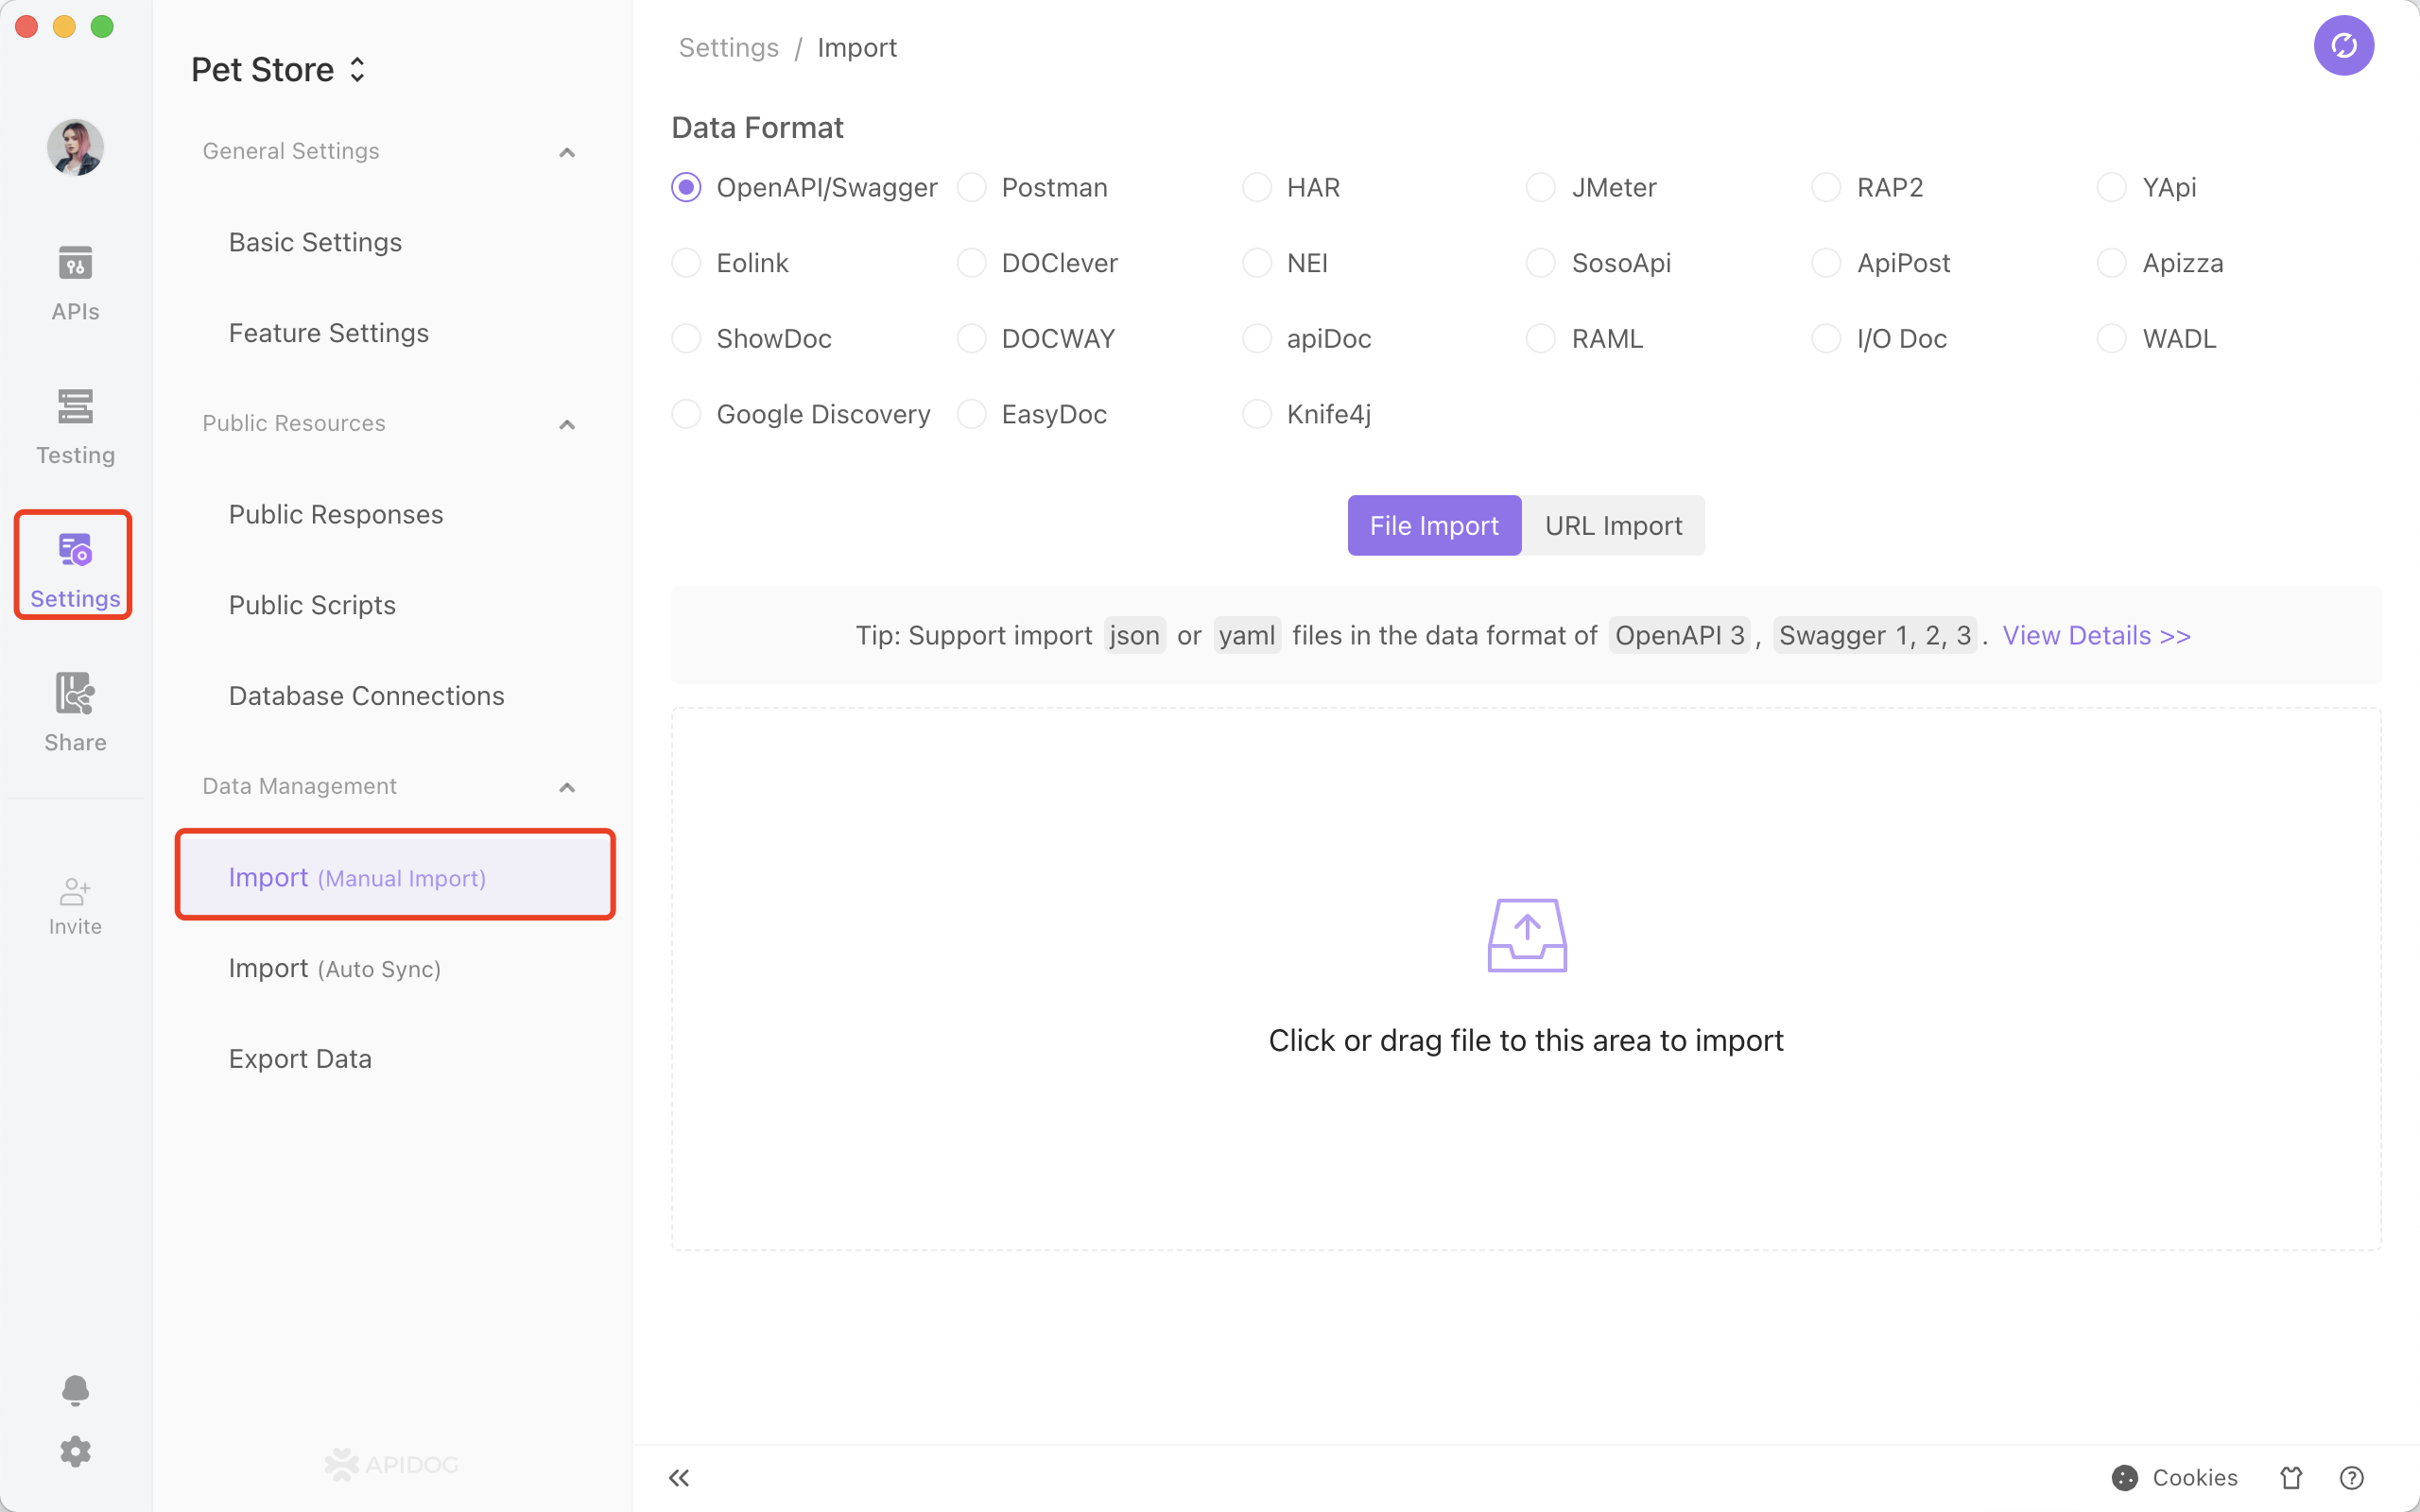 Pet Store
General Settings
Basic Settings
Feature Settings
Public Resources
Public Responses
Public Scripts
Database Connections
Data Management
Import (Manual Import)
Import (Auto Sync)
Export Data
APIDOG
APIs
Testing
Settings
Share
Invite
Settings / Import
Data Format
OpenAPI/Swagger Postman HAR JMeter RAP2 YApi
Eolink DOClever NEI SosoApi ApiPost Apizza
ShowDoc DOCWAY apiDoc RAML I/O Doc WADL
Google Discovery EasyDoc Knife4j
File Import URL Import
Tip: Support import json or yaml files in the data format of OpenAPI 3 , Swagger 1, 2, 3 . View Details >>
Click or drag file to this area to import
Cookies